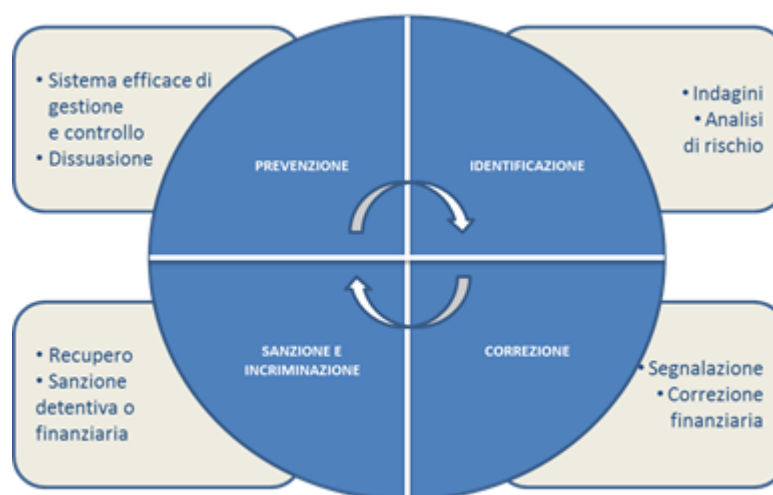 • Sistema efficace di
gestione
e controllo
• Dissuasione
PREVENZIONE
IDENTIFICAZIONE
• Indagini
• Analisi
di rischio
• Recupero
• Sanzione
detentiva o
finanziaria
SANZIONE E
INCRIMINAZIONE
CORREZIONE
• Segnalazione
• Correzione
finanziaria